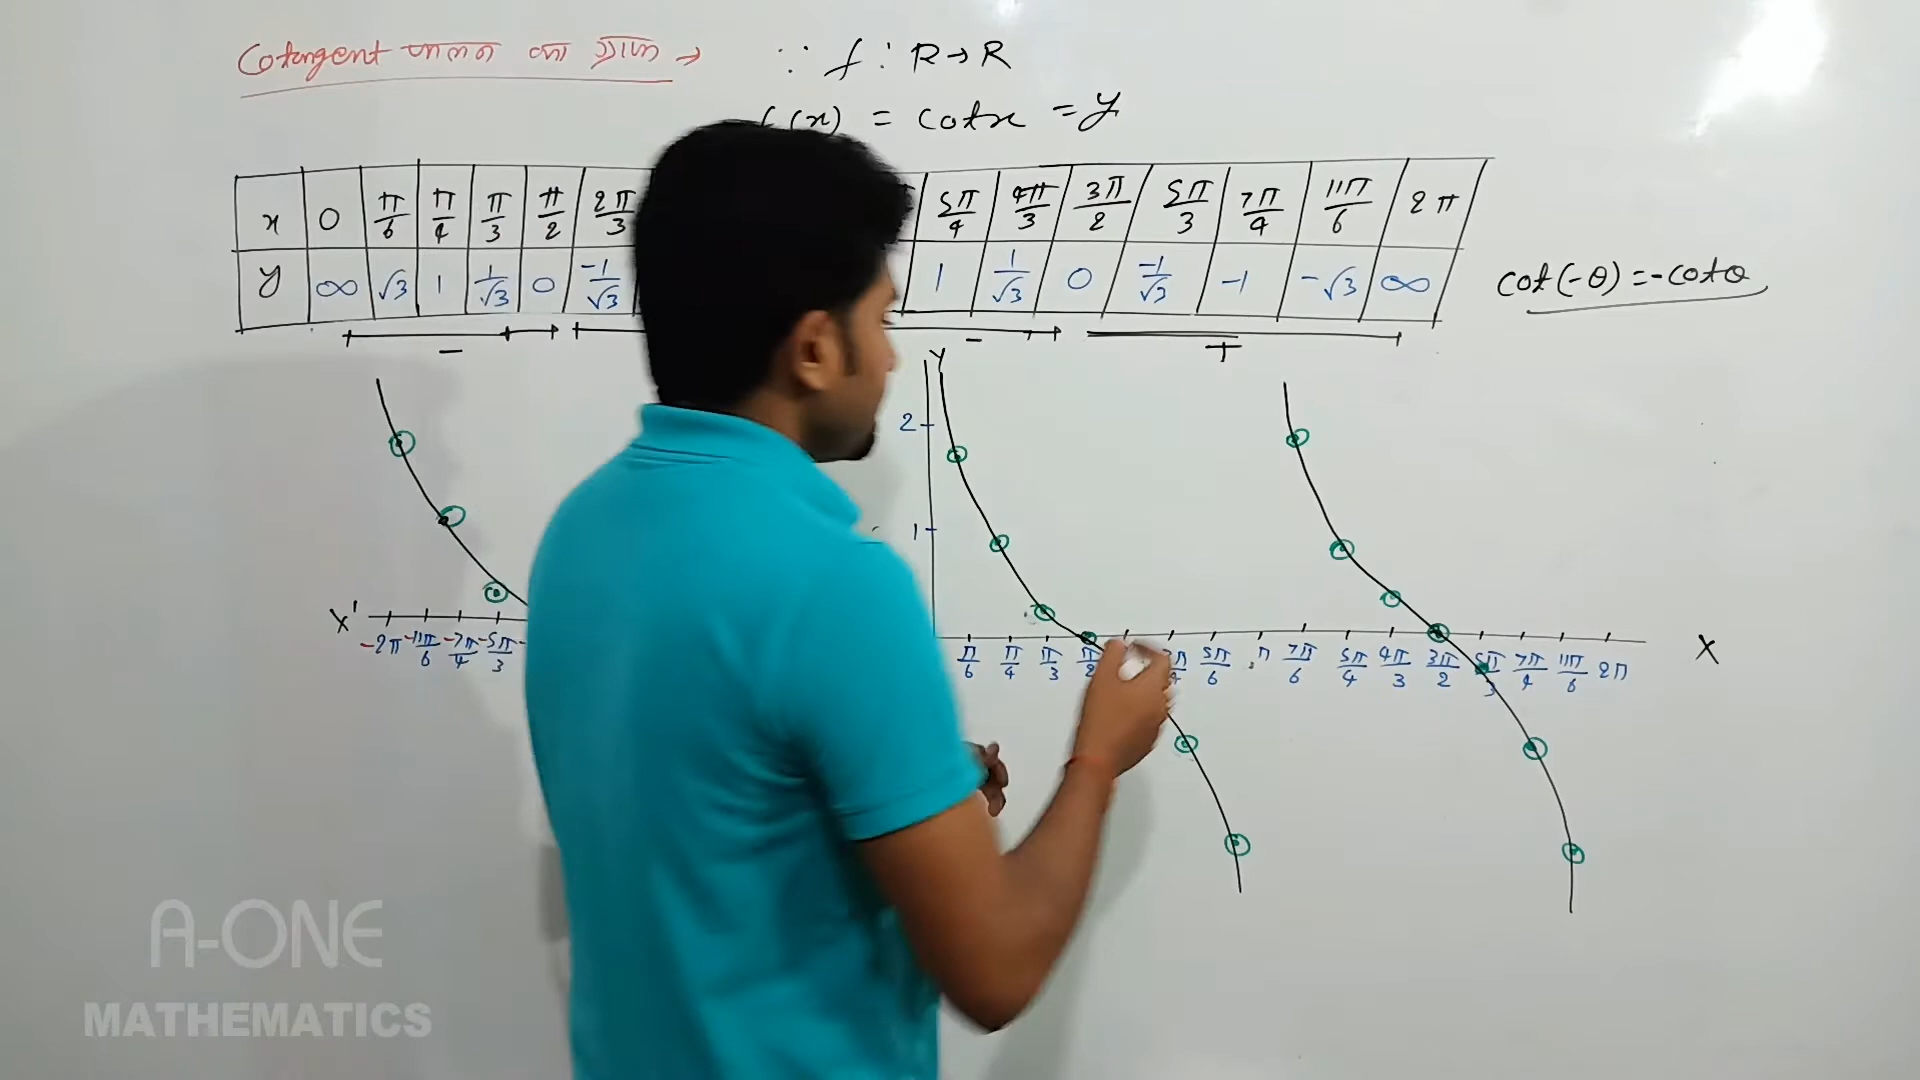 Cotangent फलन का ग्राफ → ∵ f : R→R
(x) = cotx = y
x 0 π/6 π/4 π/3 π/2 2π/3 5π/4 4π/3 3π/2 5π/3 7π/4 11π/6 2π
y ∞ √3 1 1/√3 0 -1/√3 1 1/√3 0 -1/√3 -1 -√3 ∞
cot(-θ) = -cotθ
− − +
Y
2
1
X' -2π -11π/6 -7π/4 -5π/3 π/6 π/4 π/3 π/2 5π/6 π 7π/6 5π/4 4π/3 3π/2 5π/3 7π/4 11π/6 2π X
A-ONE
MATHEMATICS